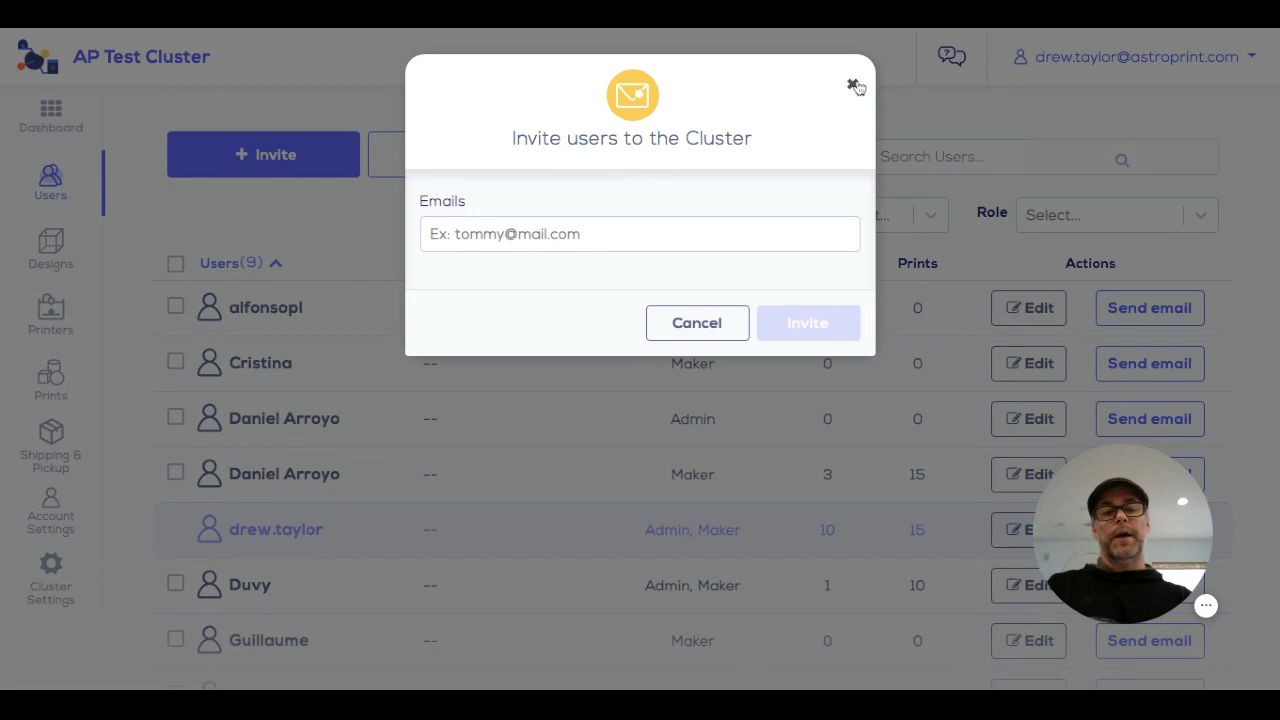 AP Test Cluster
drew.taylor@astroprint.com
Invite users to the Cluster
Emails
Ex: tommy@mail.com
Cancel
Invite
Dashboard
Users
Designs
Printers
Prints
Shipping &
Pickup
Account
Settings
Cluster
Settings
+ Invite
Search Users...
...
Role
Select...
Users(9)
Prints
Actions
alfonsopl 0 Edit Send email
Cristina -- Maker 0 0 Edit Send email
Daniel Arroyo -- Admin 0 0 Edit Send email
Daniel Arroyo -- Maker 3 15 Edit
drew.taylor -- Admin, Maker 10 15
Duvy -- Admin, Maker 1 10 Edit
Guillaume Maker 0 0 Edit Send email